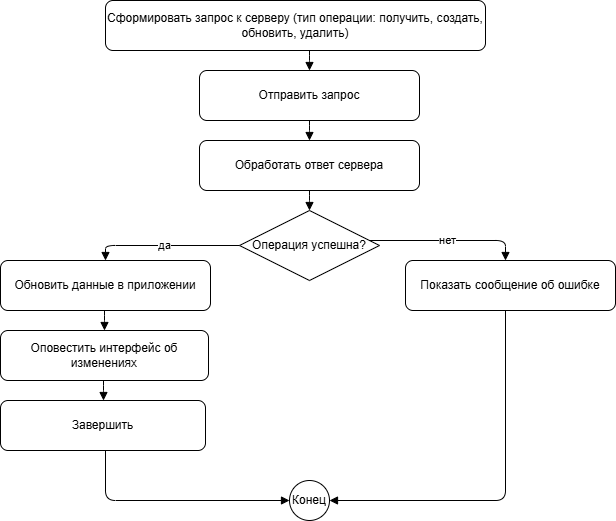 Сформировать запрос к серверу (тип операции: получить, создать,
обновить, удалить)
Отправить запрос
Обработать ответ сервера
Операция успешна?
да
нет
Обновить данные в приложении
Показать сообщение об ошибке
Оповестить интерфейс об
изменениях
Завершить
Конец